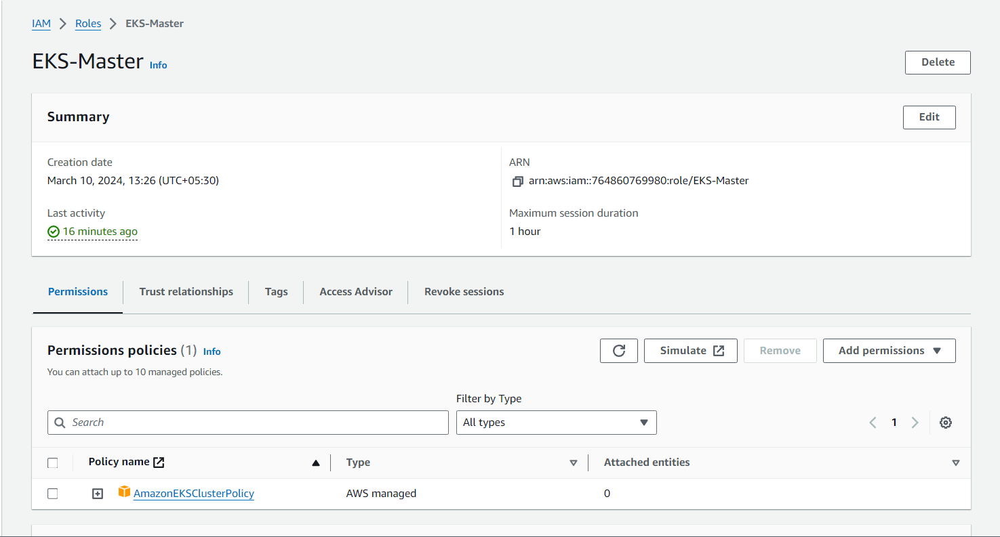 IAM > Roles > EKS-Master
EKS-Master Info
Delete
Summary
Edit
Creation date
March 10, 2024, 13:26 (UTC+05:30)
ARN
arn:aws:iam::764860769980:role/EKS-Master
Last activity
16 minutes ago
Maximum session duration
1 hour
Permissions
Trust relationships
Tags
Access Advisor
Revoke sessions
Permissions policies (1) Info
You can attach up to 10 managed policies.
Simulate
Remove
Add permissions
Filter by Type
Search
All types
1
Policy name
Type
Attached entities
AmazonEKSClusterPolicy
AWS managed
0